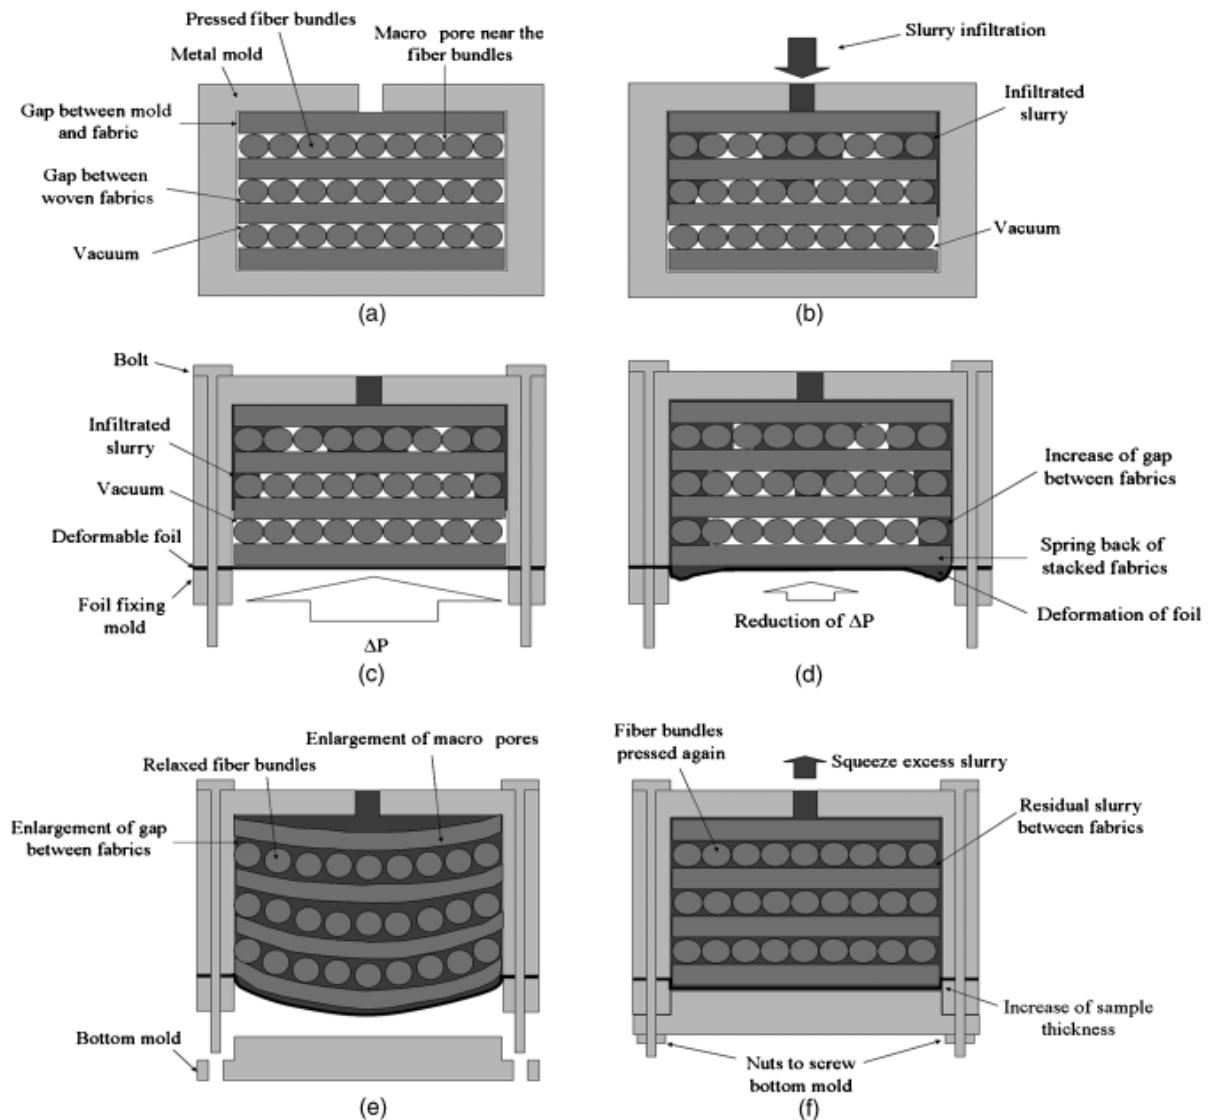 Pressed fiber bundles
Macro pore near the
fiber bundles
Metal mold
Gap between mold
and fabric
Gap between
woven fabrics
Vacuum
(a)
Slurry infiltration
Infiltrated
slurry
Vacuum
(b)
Bolt
Infiltrated
slurry
Vacuum
Deformable foil
Foil fixing
mold
ΔP
(c)
Increase of gap
between fabrics
Spring back of
stacked fabrics
Reduction of ΔP
Deformation of foil
(d)
Enlargement of macro pores
Relaxed fiber bundles
Enlargement of gap
between fabrics
Bottom mold
(e)
Fiber bundles
pressed again
Squeeze excess slurry
Residual slurry
between fabrics
Increase of sample
thickness
Nuts to screw
bottom mold
(f)